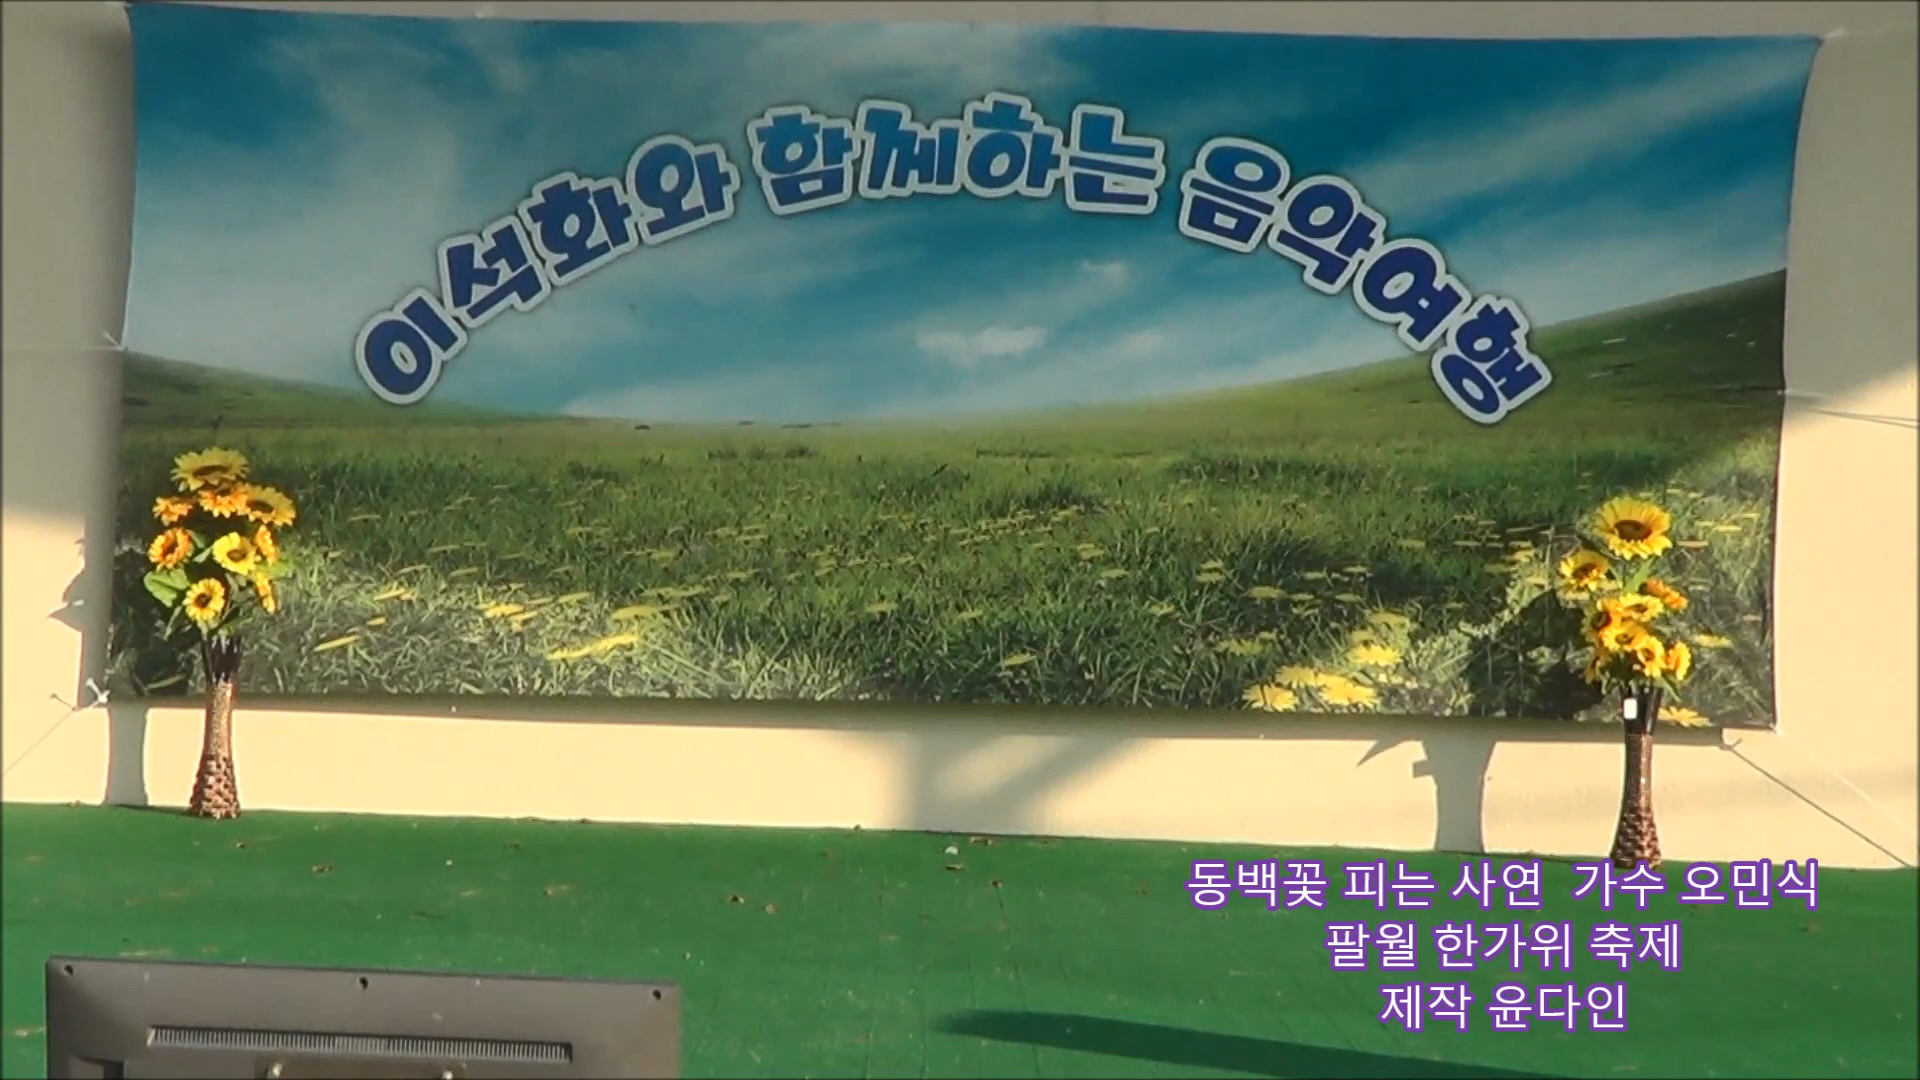 이석화와 함께하는 음악여행
동백꽃 피는 사연 가수 오민식
팔월 한가위 축제
제작 윤다인